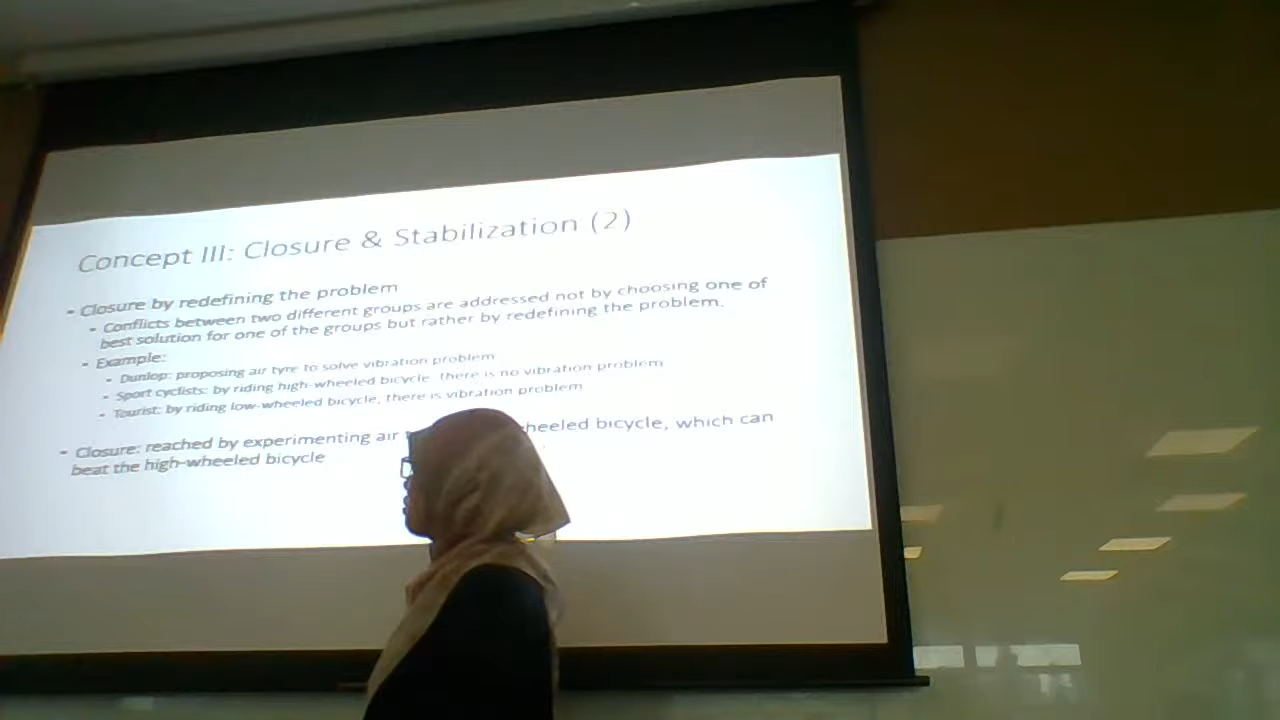 Concept III: Closure & Stabilization (2)
• Closure by redefining the problem
• Conflicts between two different groups are addressed not by choosing one of
best solution for one of the groups but rather by redefining the problem.
• Example:
• Dunlop: proposing air tyre to solve vibration problem
• Sport cyclists: by riding high-wheeled bicycle there is no vibration problem
• Tourist: by riding low-wheeled bicycle, there is vibration problem
• Closure: reached by experimenting air heeled bicycle, which can
beat the high-wheeled bicycle